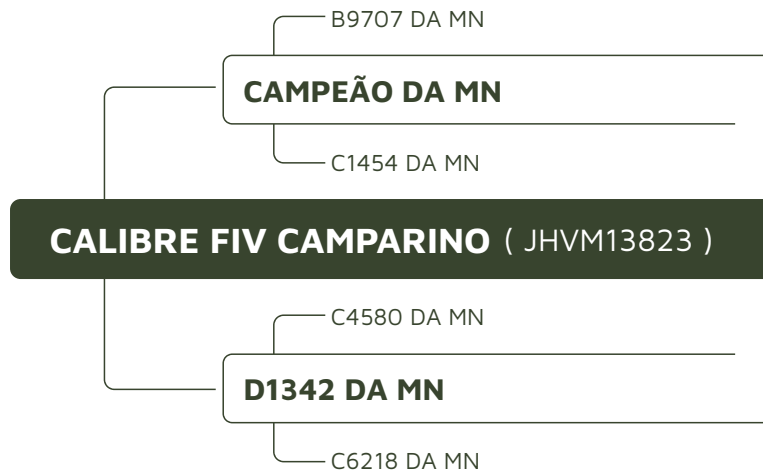 B9707 DA MN
CAMPEÃO DA MN
C1454 DA MN
CALIBRE FIV CAMPARINO ( JHVM13823 )
C4580 DA MN
D1342 DA MN
C6218 DA MN